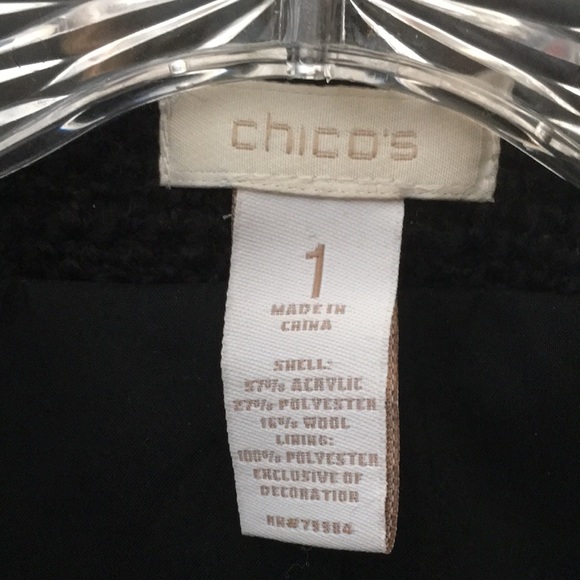 chico's
1
MADE IN
CHINA
SHELL:
57% ACRYLIC
27% POLYESTER
16% WOOL
LINING:
100% POLYESTER
EXCLUSIVE OF
DECORATION
RN#79984